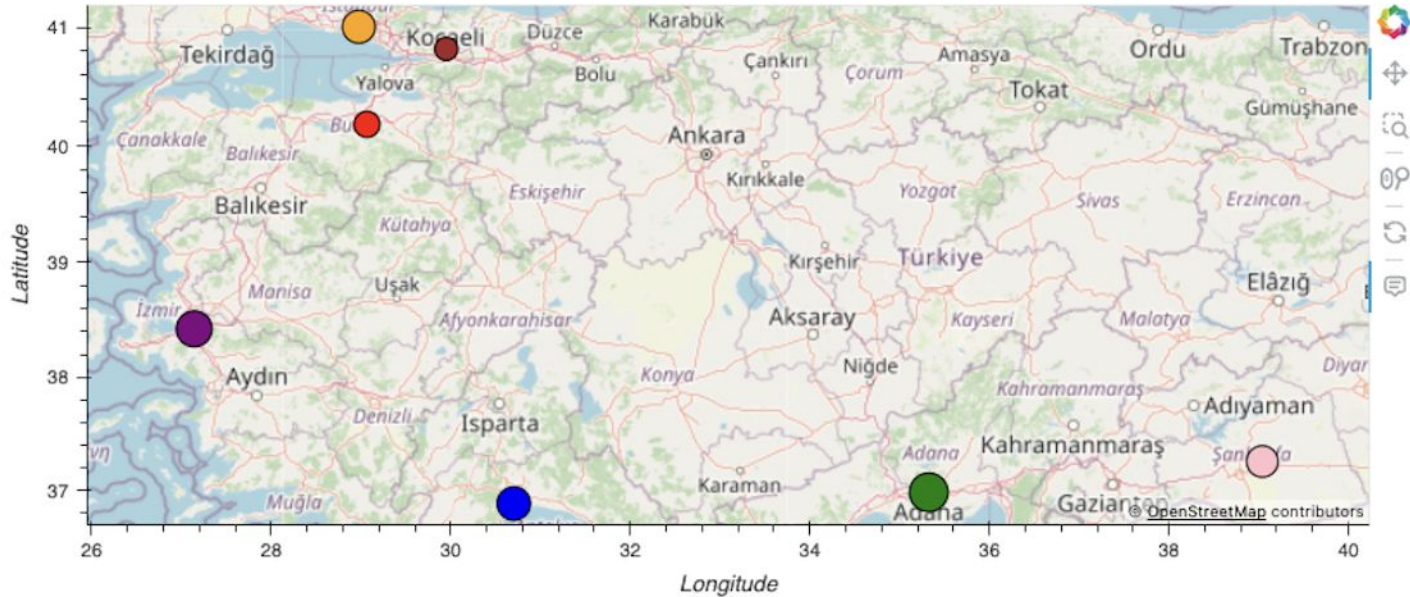 İstanbul
Karabük
41
Kocaeli
Düzce
Tekirdağ
Amasya
Ordu
Trabzon
Çankırı
Bolu
Çorum
Yalova
Tokat
Gümüşhane
Çanakkale
40
Balıkesir
Ankara
Kırıkkale
Eskişehir
Yozgat
Sivas
Erzincan
Balıkesir
Kütahya
Latitude
39
Kırşehir
Türkiye
Uşak
Manisa
Elâzığ
İzmir
Afyonkarahisar
Aksaray
Kayseri
Malatya
Niğde
Diyar
38
Aydın
Konya
Kahramanmaraş
Denizli
Adıyaman
Isparta
Kahramanmaraş
Adana
νη
37
Karaman
Muğla
Gaziantep
Adana
© OpenStreetMap contributors
26 28 30 32 34 36 38 40
Longitude